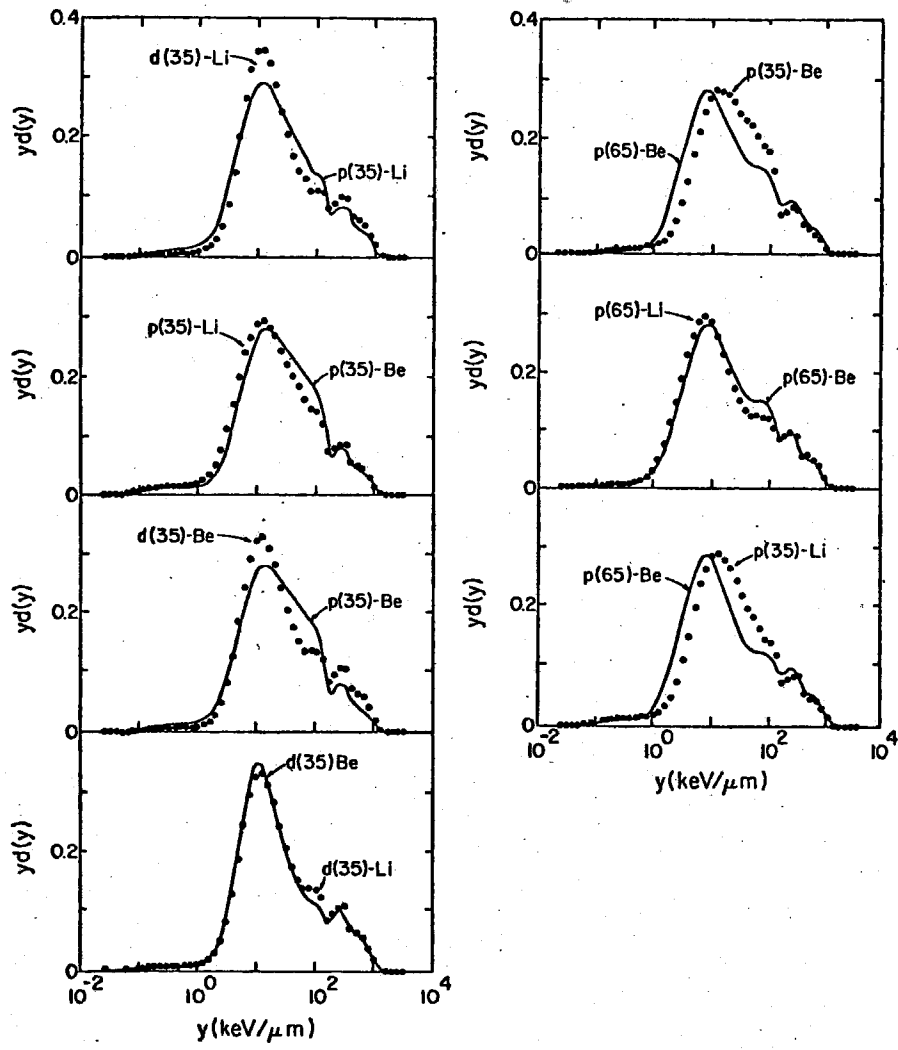 0.4
yd(y)
0.2
0
d(35)-Li
p(35)-Li
yd(y)
0.2
0
p(35)-Li
p(35)-Be
yd(y)
0.2
0
d(35)-Be
p(35)-Be
yd(y)
0.2
0
d(35)Be
d(35)-Li
10⁻² 10⁰ 10² 10⁴
y(keV/μm)
0.4
yd(y)
0.2
0
p(35)-Be
p(65)-Be
yd(y)
0.2
0
p(65)-Li
p(65)-Be
yd(y)
0.2
0
p(65)-Be
p(35)-Li
10⁻² 10⁰ 10² 10⁴
y(keV/μm)